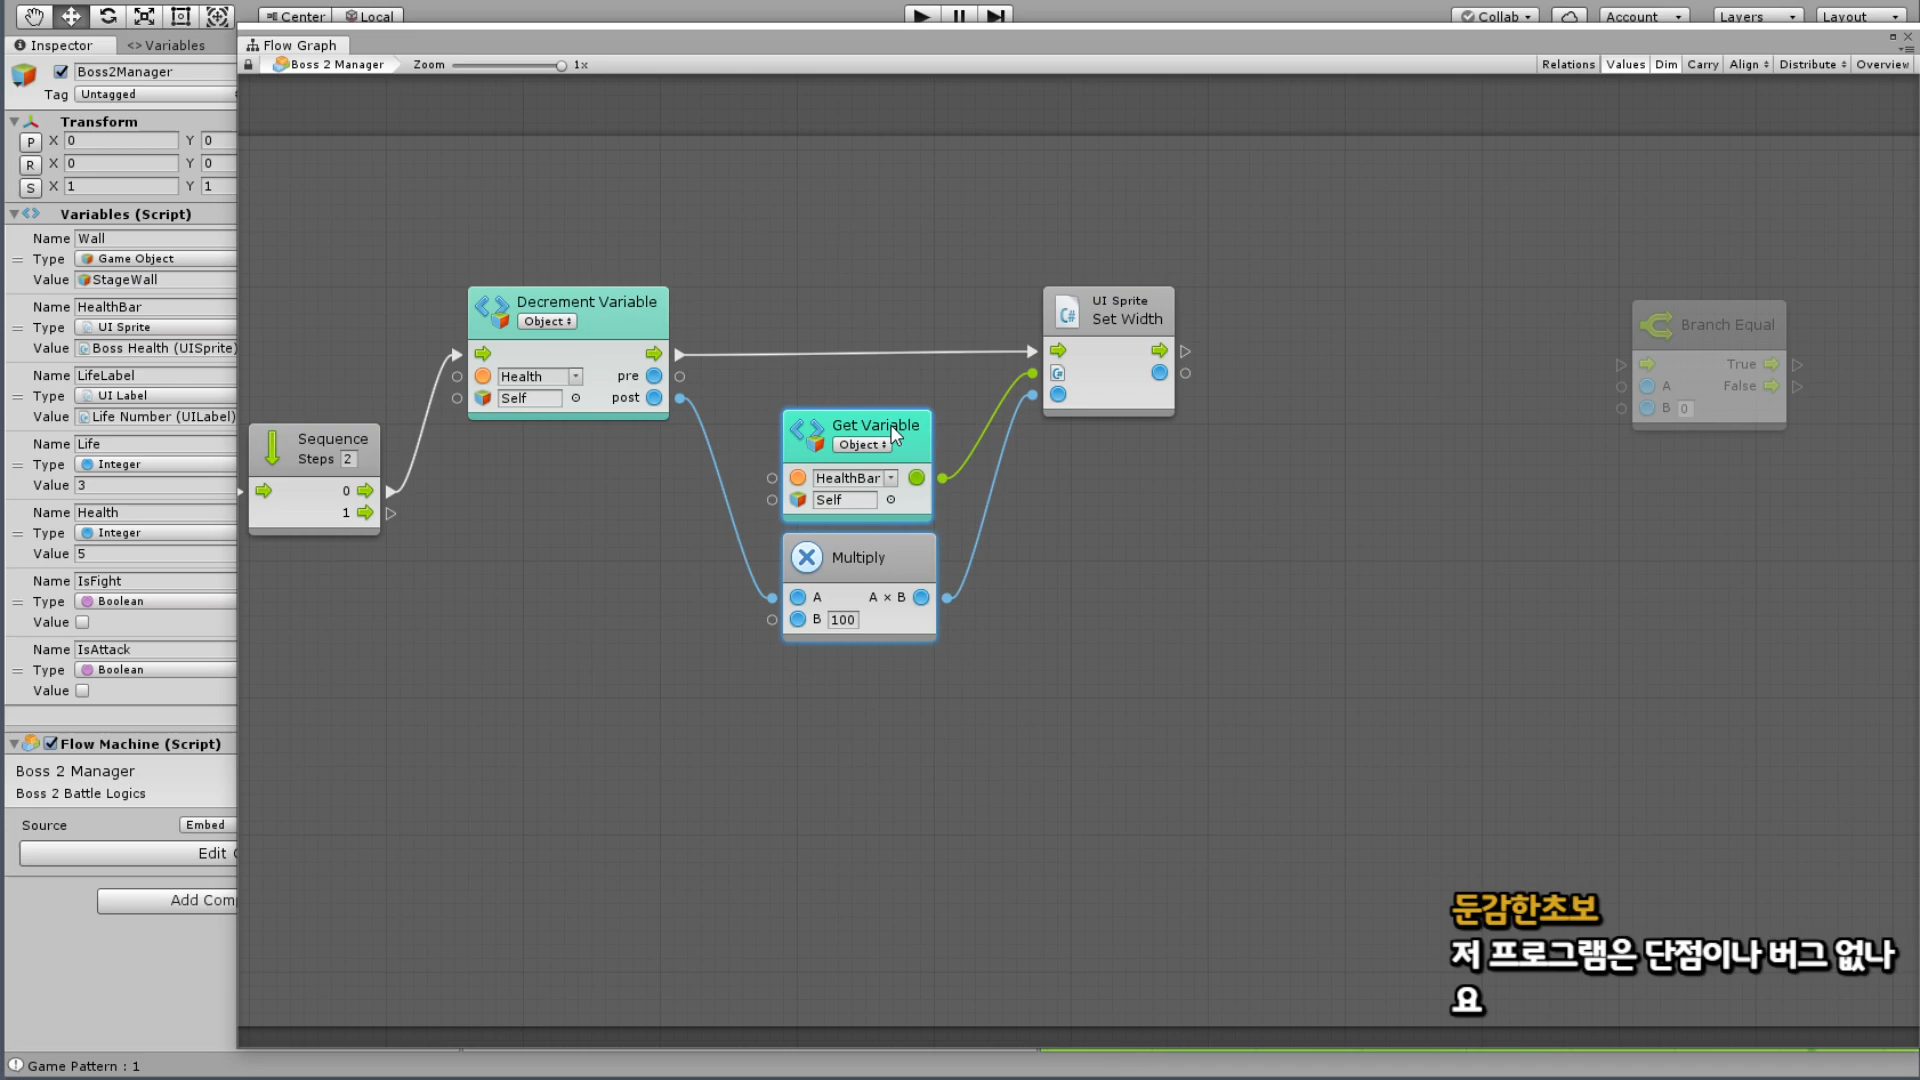 Center
Local
Collab
Account
Layers
Layout
Inspector
<> Variables
Flow Graph
Boss2Manager
Boss 2 Manager
Zoom
1x
Relations
Values
Dim
Carry
Align
Distribute
Overview
Tag
Untagged
Transform
P X 0 Y 0
R X 0 Y 0
S X 1 Y 1
Variables (Script)
Name Wall
Type Game Object
Value StageWall
Name HealthBar
Type UI Sprite
Value Boss Health (UISprite)
Name LifeLabel
Type UI Label
Value Life Number (UILabel)
Name Life
Type Integer
Value 3
Name Health
Type Integer
Value 5
Name IsFight
Type Boolean
Value
Name IsAttack
Type Boolean
Value
Flow Machine (Script)
Boss 2 Manager
Boss 2 Battle Logics
Source Embed
Edit
Add Com
Game Pattern : 1
Sequence
Steps 2
0
1
Decrement Variable
Object
Health pre
Self post
Get Variable
Object
HealthBar
Self
Multiply
A A × B
B 100
UI Sprite
Set Width
C#
C#
Branch Equal
True
A False
B 0
둔감한초보
저 프로그램은 단점이나 버그 없나
요